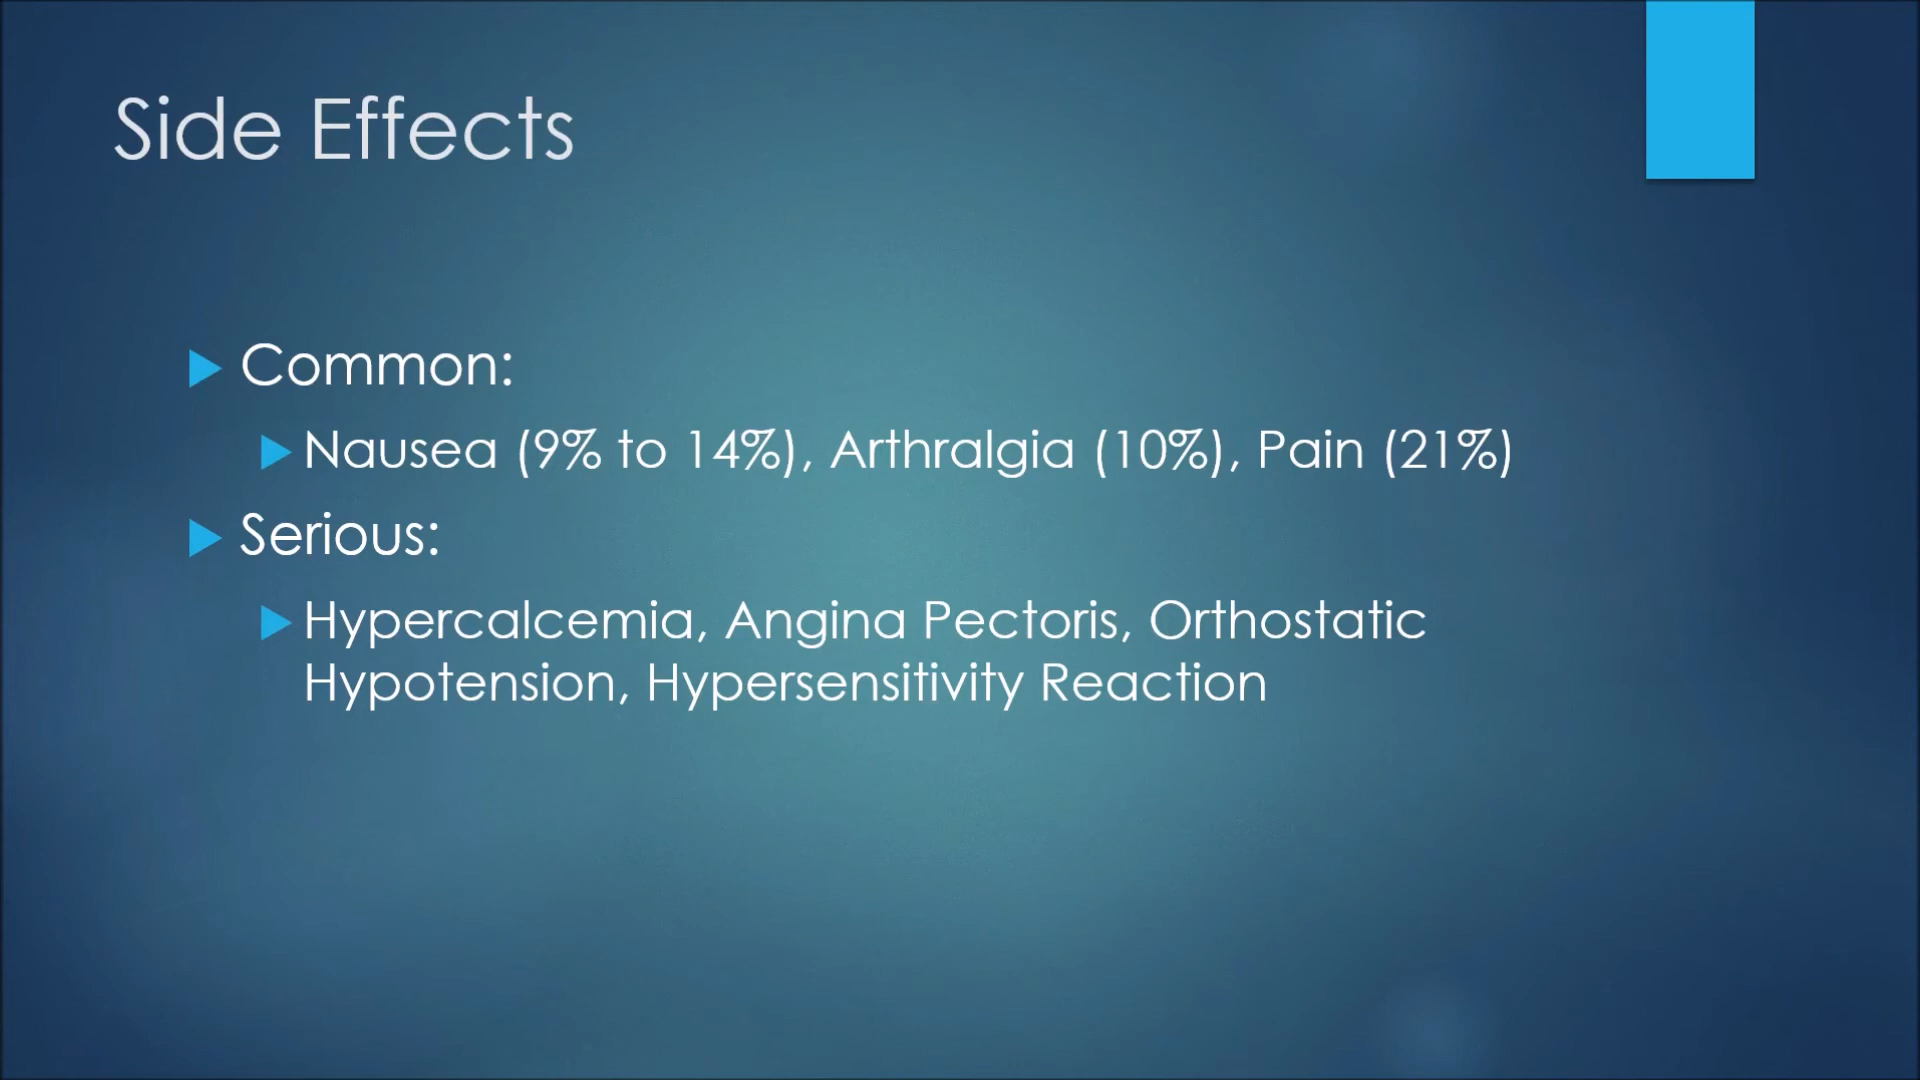 Side Effects
Common:
Nausea (9% to 14%), Arthralgia (10%), Pain (21%)
Serious:
Hypercalcemia, Angina Pectoris, Orthostatic
Hypotension, Hypersensitivity Reaction